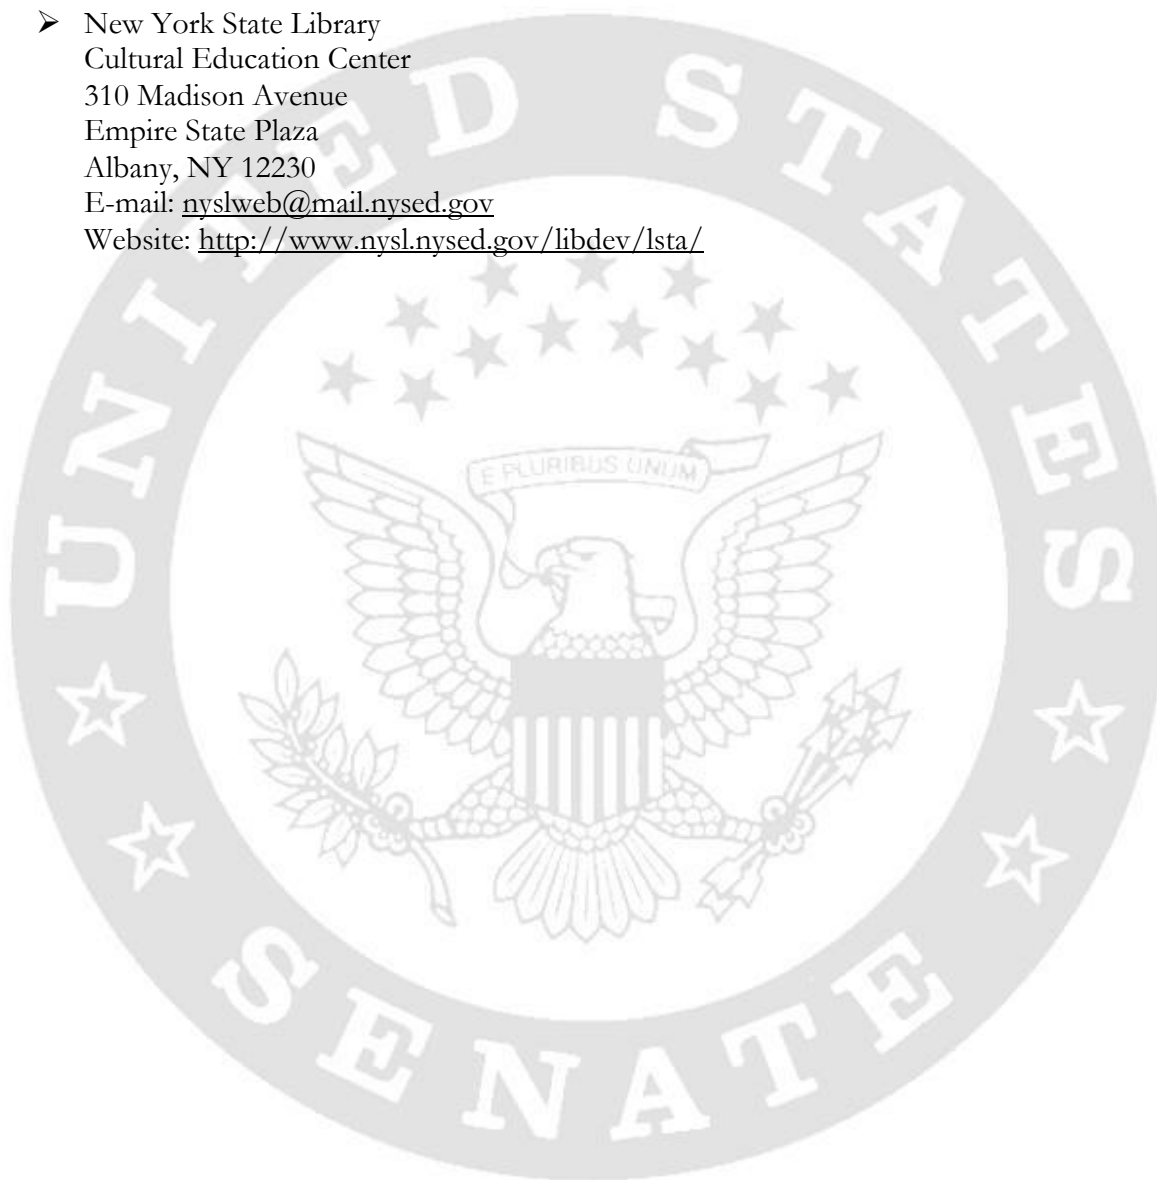 ➢ New York State Library
Cultural Education Center
310 Madison Avenue
Empire State Plaza
Albany, NY 12230
E-mail: nyslweb@mail.nysed.gov
Website: http://www.nysl.nysed.gov/libdev/lsta/
UNITED STATES
E PLURIBUS UNUM
SENATE